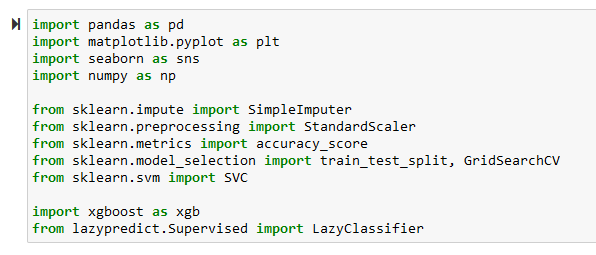 import pandas as pd
import matplotlib.pyplot as plt
import seaborn as sns
import numpy as np
from sklearn.impute import SimpleImputer
from sklearn.preprocessing import StandardScaler
from sklearn.metrics import accuracy_score
from sklearn.model_selection import train_test_split, GridSearchCV
from sklearn.svm import SVC
import xgboost as xgb
from lazypredict.Supervised import LazyClassifier